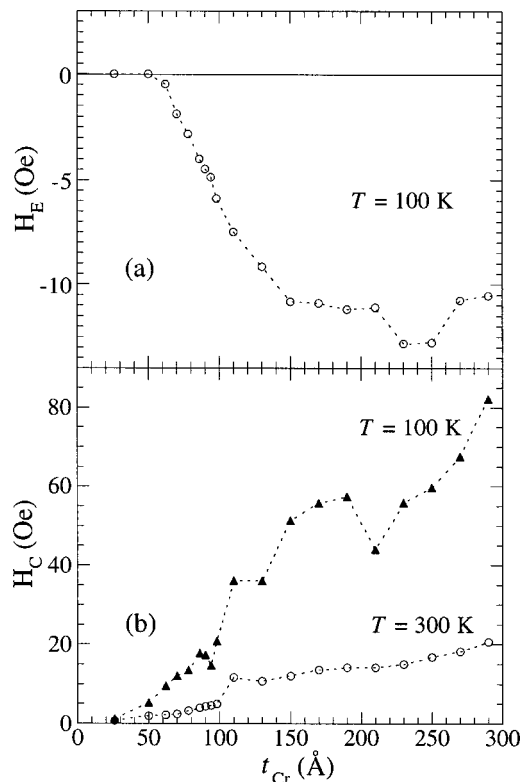 0
-5
-10
H_E (Oe)
T = 100 K
(a)
80
60
40
20
0
H_C (Oe)
T = 100 K
(b)
T = 300 K
0 50 100 150 200 250 300
t_Cr (Å)